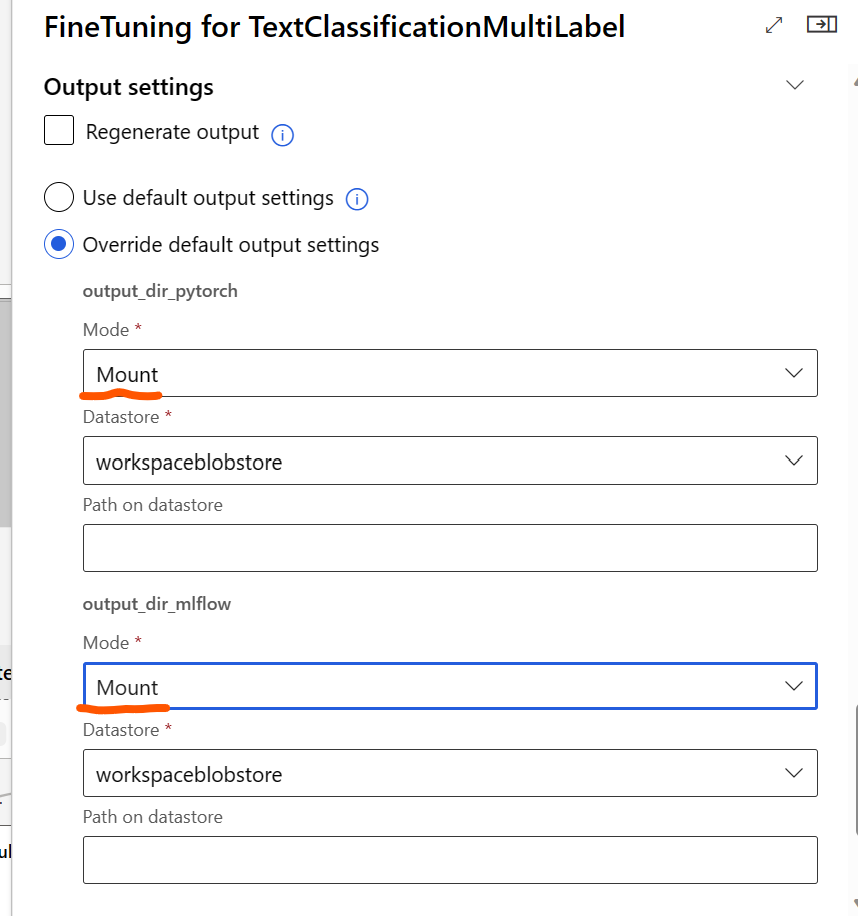 FineTuning for TextClassificationMultiLabel
Output settings
Regenerate output
Use default output settings
Override default output settings
output_dir_pytorch
Mode *
Mount
Datastore *
workspaceblobstore
Path on datastore
output_dir_mlflow
Mode *
Mount
Datastore *
workspaceblobstore
Path on datastore